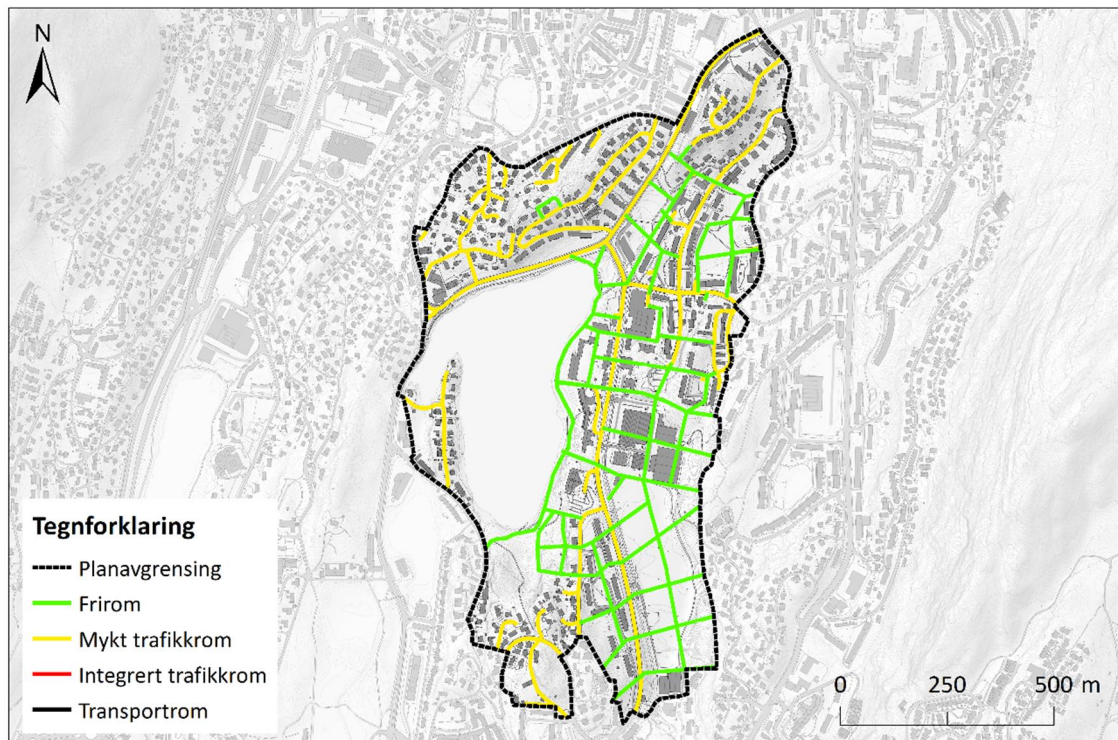 N
Tegnforklaring
Planavgrensing
Frirom
Mykt trafikkrom
Integrert trafikkrom
Transportrom
0 250 500 m